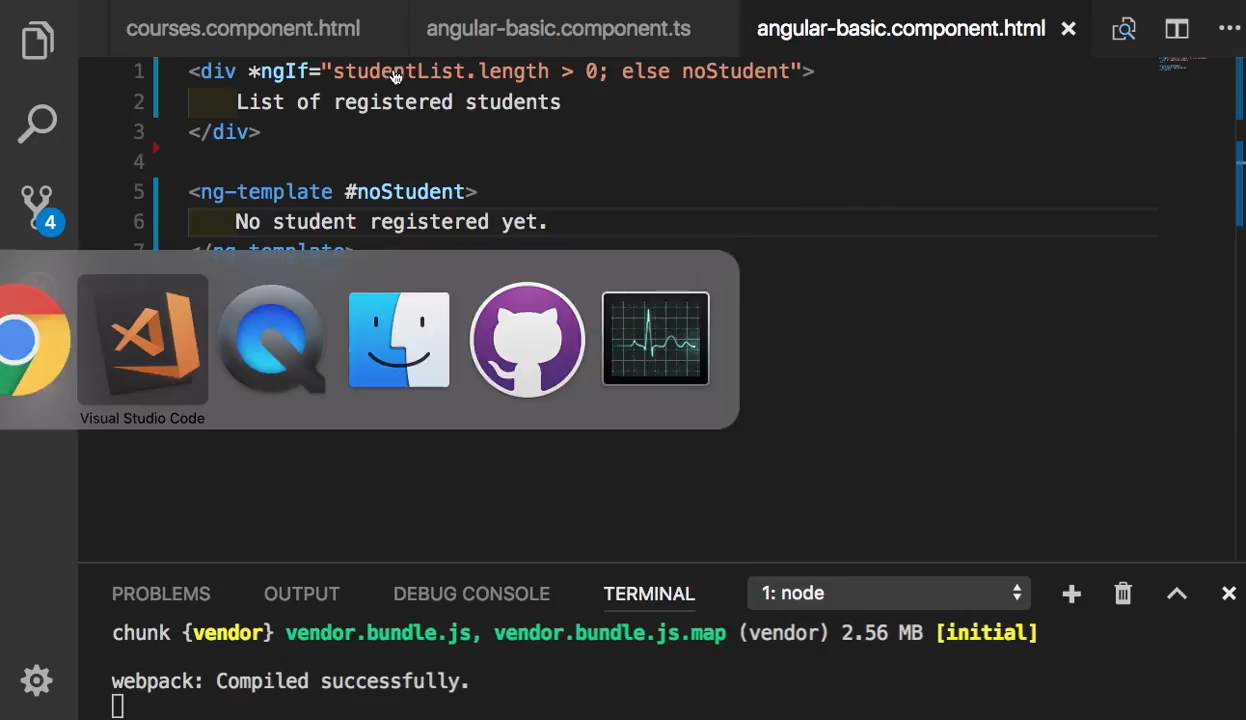 courses.component.html angular-basic.component.ts angular-basic.component.html
1 <div *ngIf="studentList.length > 0; else noStudent">
2 List of registered students
3 </div>
4
5 <ng-template #noStudent>
6 No student registered yet.
7 </ng-template>
4
Visual Studio Code
PROBLEMS OUTPUT DEBUG CONSOLE TERMINAL 1: node
chunk {vendor} vendor.bundle.js, vendor.bundle.js.map (vendor) 2.56 MB [initial]
webpack: Compiled successfully.